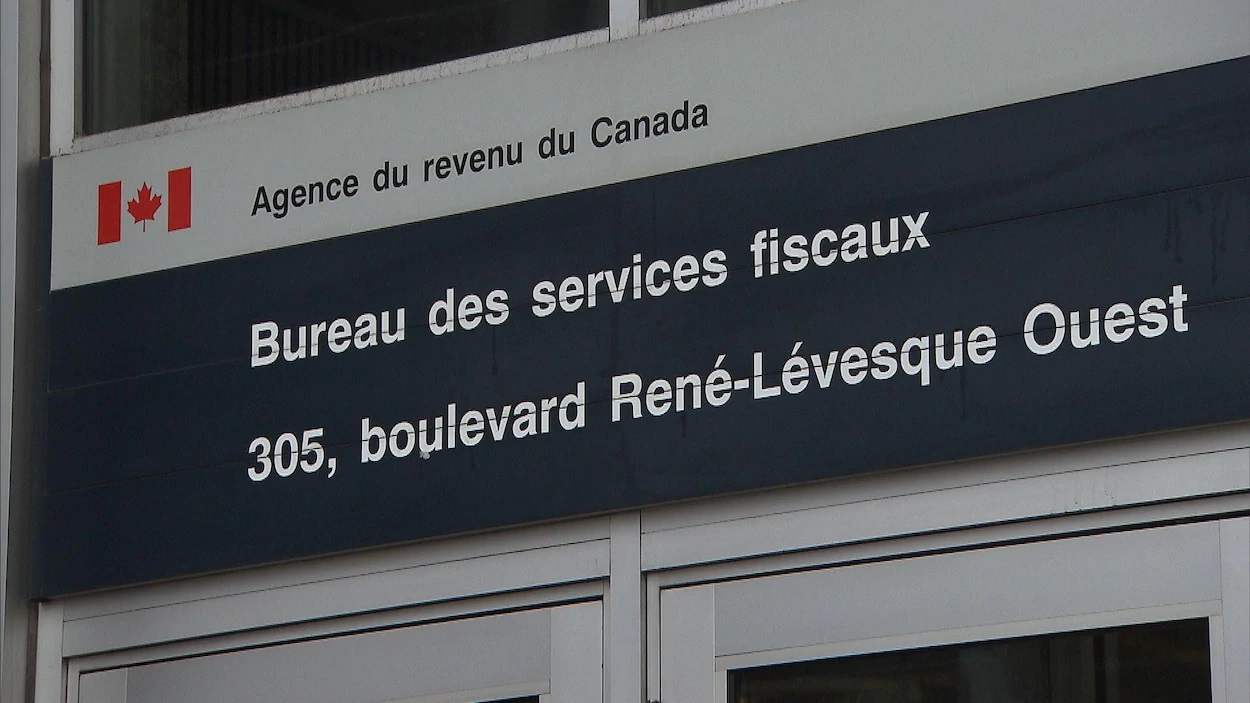 Agence du revenu du Canada
Bureau des services fiscaux
305, boulevard René-Lévesque Ouest